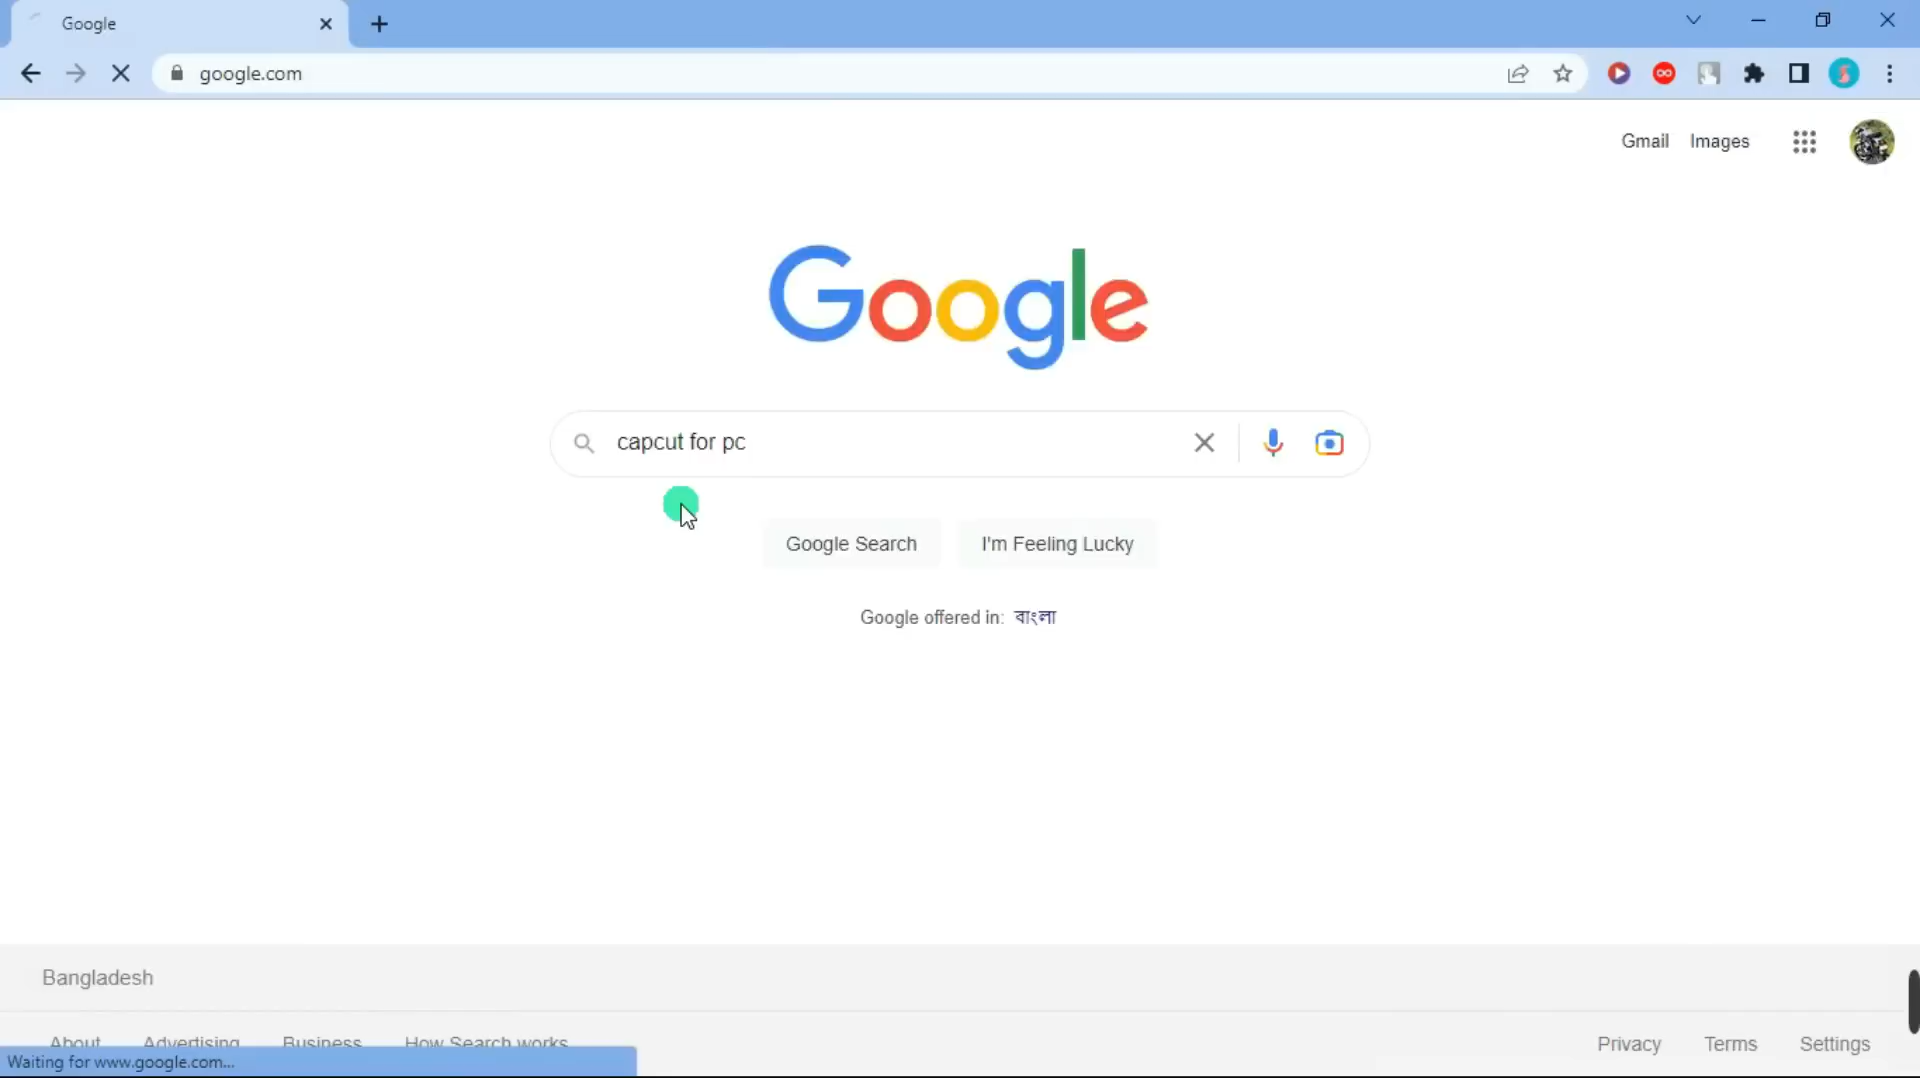 Google
google.com
Gmail Images
Google
capcut for pc
Google Search I'm Feeling Lucky
Google offered in: বাংলা
Bangladesh
About Advertising Business How Search works Privacy Terms Settings
Waiting for www.google.com...